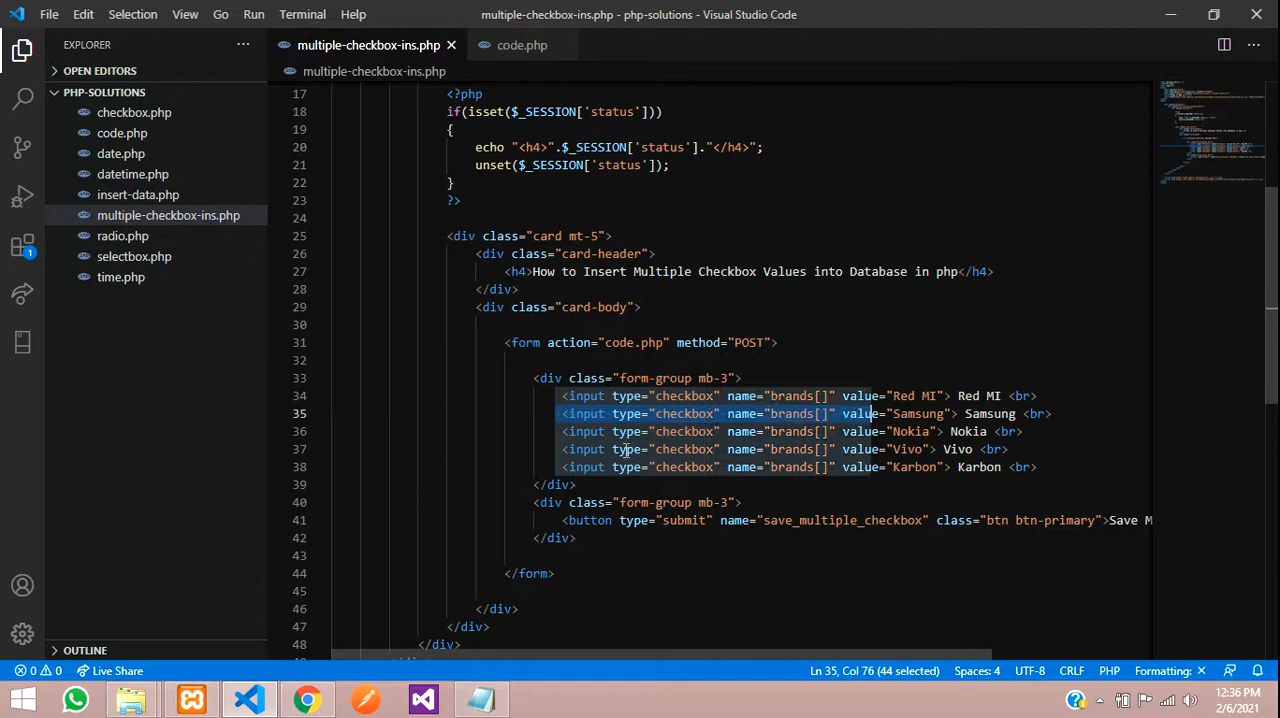 File Edit Selection View Go Run Terminal Help
multiple-checkbox-ins.php - php-solutions - Visual Studio Code
EXPLORER
multiple-checkbox-ins.php
code.php
OPEN EDITORS
multiple-checkbox-ins.php
PHP-SOLUTIONS
checkbox.php
code.php
date.php
datetime.php
insert-data.php
multiple-checkbox-ins.php
radio.php
selectbox.php
time.php
OUTLINE
17 <?php
18 if(isset($_SESSION['status']))
19 {
20 echo "<h4>".$_SESSION['status']."</h4>";
21 unset($_SESSION['status']);
22 }
23 ?>
24
25 <div class="card mt-5">
26 <div class="card-header">
27 <h4>How to Insert Multiple Checkbox Values into Database in php</h4>
28 </div>
29 <div class="card-body">
30
31 <form action="code.php" method="POST">
32
33 <div class="form-group mb-3">
34 <input type="checkbox" name="brands[]" value="Red MI"> Red MI <br>
35 <input type="checkbox" name="brands[]" value="Samsung"> Samsung <br>
36 <input type="checkbox" name="brands[]" value="Nokia"> Nokia <br>
37 <input type="checkbox" name="brands[]" value="Vivo"> Vivo <br>
38 <input type="checkbox" name="brands[]" value="Karbon"> Karbon <br>
39 </div>
40 <div class="form-group mb-3">
41 <button type="submit" name="save_multiple_checkbox" class="btn btn-primary">Save M
42 </div>
43
44 </form>
45
46 </div>
47 </div>
48 </div>
1
0 0 Live Share
Ln 35, Col 76 (44 selected) Spaces: 4 UTF-8 CRLF PHP Formatting: ×
12:36 PM
2/6/2021